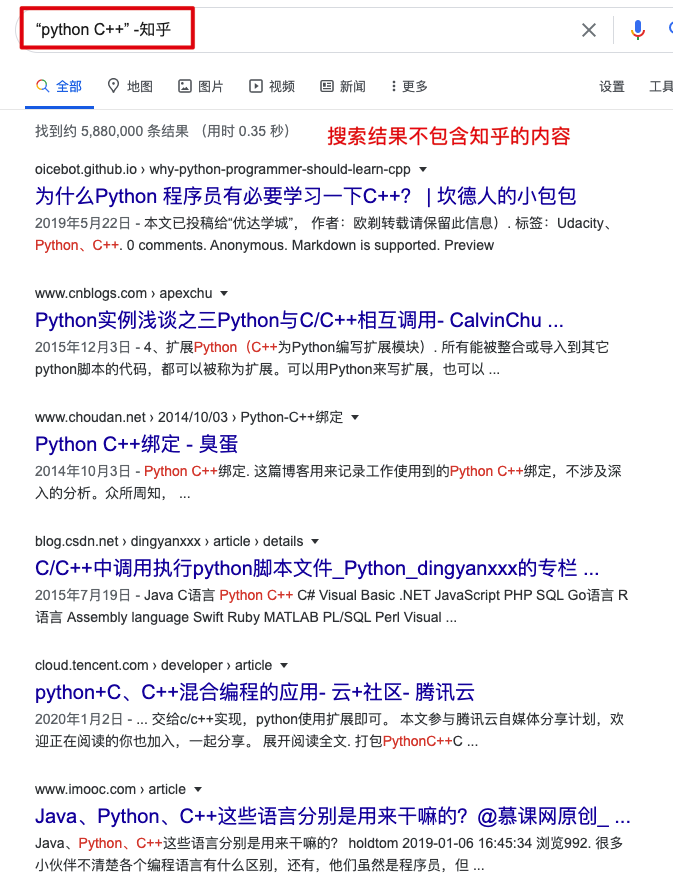 “python C++” -知乎
全部 地图 图片 视频 新闻 更多 设置 工具
找到约 5,880,000 条结果 （用时 0.35 秒） 搜索结果不包含知乎的内容
oicebot.github.io › why-python-programmer-should-learn-cpp
为什么Python 程序员有必要学习一下C++? | 坎德人的小包包
2019年5月22日 - 本文已投稿给“优达学城”， 作者：欧剃转载请保留此信息）. 标签：Udacity、
Python、C++. 0 comments. Anonymous. Markdown is supported. Preview
www.cnblogs.com › apexchu
Python实例浅谈之三Python与C/C++相互调用- CalvinChu ...
2015年12月3日 - 4、扩展Python（C++为Python编写扩展模块）. 所有能被整合或导入到其它
python脚本的代码，都可以被称为扩展。可以用Python来写扩展，也可以 ...
www.choudan.net › 2014/10/03 › Python-C++绑定
Python C++绑定 - 臭蛋
2014年10月3日 - Python C++绑定. 这篇博客用来记录工作使用到的Python C++绑定，不涉及深
入的分析。众所周知， ...
blog.csdn.net › dingyanxxx › article › details
C/C++中调用执行python脚本文件_Python_dingyanxxx的专栏 ...
2015年7月19日 - Java C语言 Python C++ C# Visual Basic .NET JavaScript PHP SQL Go语言 R
语言 Assembly language Swift Ruby MATLAB PL/SQL Perl Visual ...
cloud.tencent.com › developer › article
python+C、C++混合编程的应用- 云+社区- 腾讯云
2020年1月2日 - ... 交给c/c++实现，python使用扩展即可。 本文参与腾讯云自媒体分享计划，欢
迎正在阅读的你也加入，一起分享。 展开阅读全文. 打包PythonC++C ...
www.imooc.com › article
Java、Python、C++这些语言分别是用来干嘛的？@慕课网原创_ ...
Java、Python、C++这些语言分别是用来干嘛的？ holdtom 2019-01-06 16:45:34 浏览992. 很多
小伙伴不清楚各个编程语言有什么区别，还有，他们虽然是程序员，但 ...